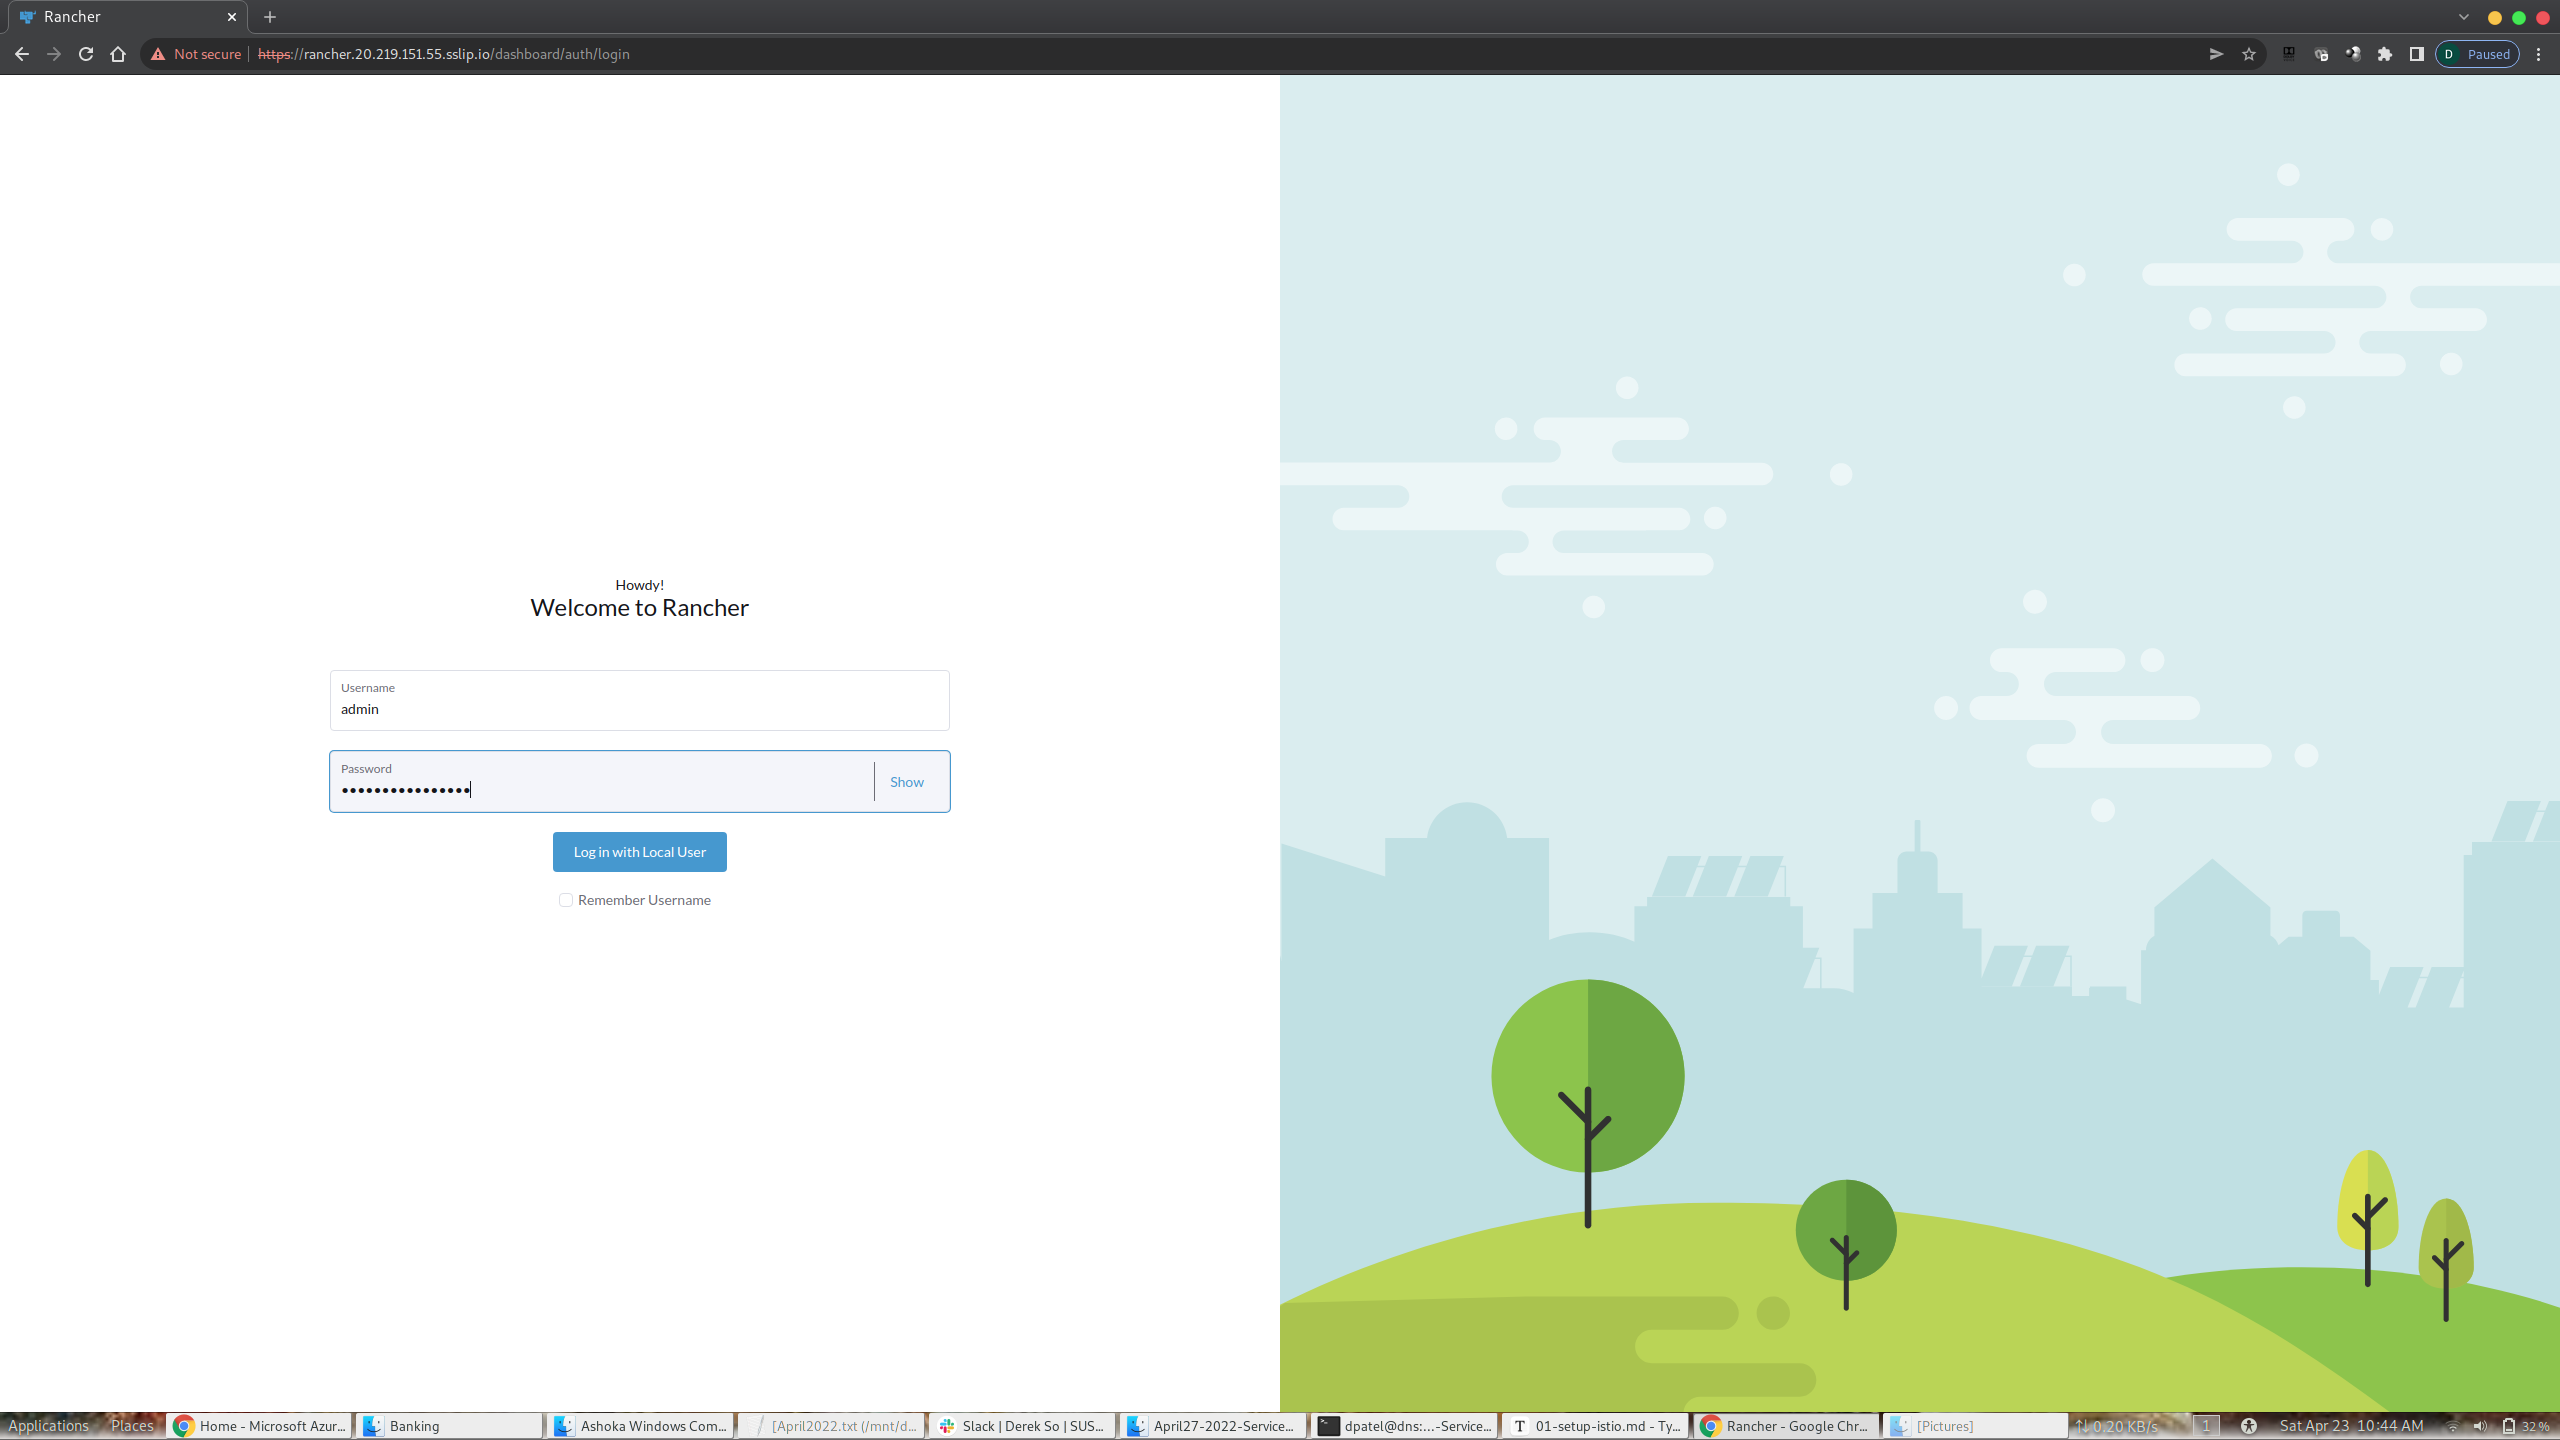 Rancher
Not secure
https://rancher.20.219.151.55.sslip.io/dashboard/auth/login
D
Paused
Howdy!
Welcome to Rancher
Username
admin
Password
••••••••••••••••
Show
Log in with Local User
Remember Username
Applications Places Home - Microsoft Azur... Banking Ashoka Windows Com... [April2022.txt (/mnt/d... Slack | Derek So | SUS... April27-2022-Service... dpatel@dns:...-Service... 01-setup-istio.md - Ty... Rancher - Google Chr... [Pictures] 0.20 KB/s 1 Sat Apr 23 10:44 AM 32%